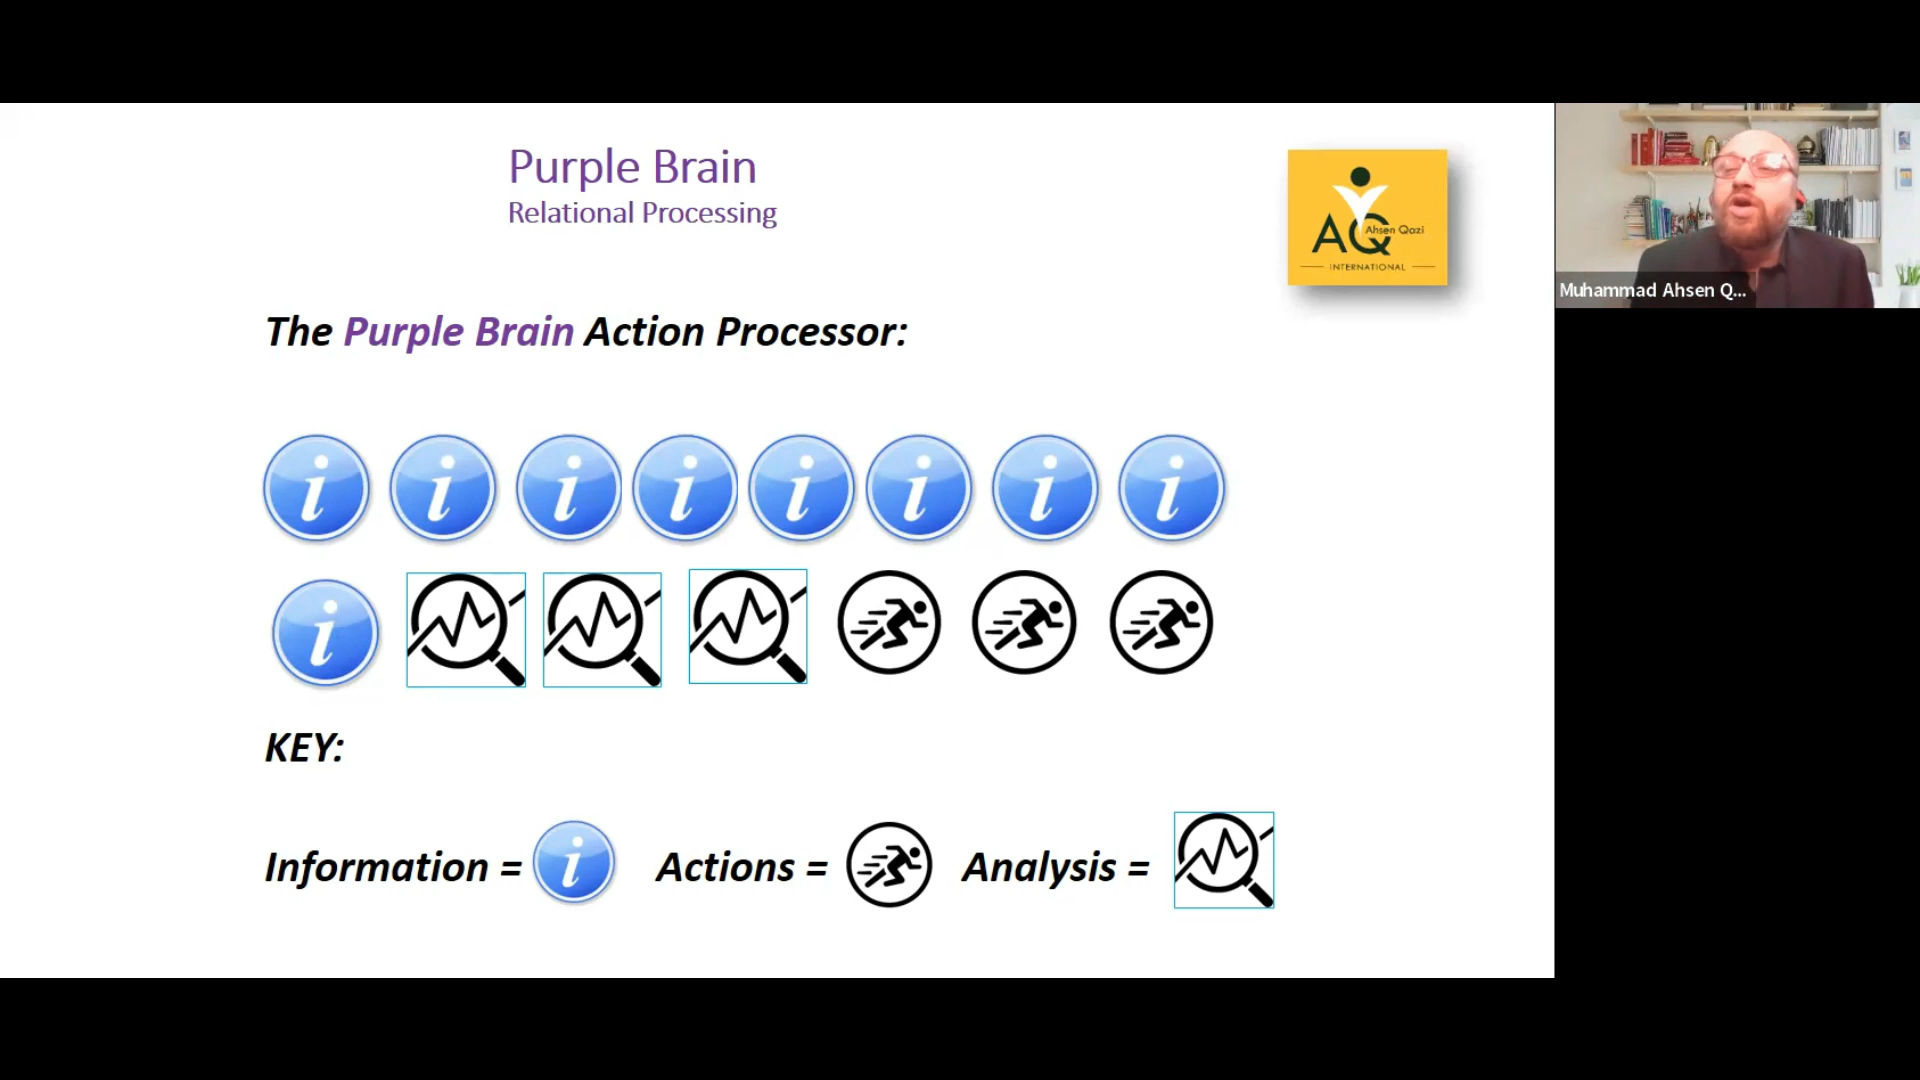 Purple Brain
Relational Processing
AQ
Ahsen Qazi
INTERNATIONAL
Muhammad Ahsen Q...
The Purple Brain Action Processor:
i i i i i i i i
i
KEY:
Information = i Actions = Analysis =